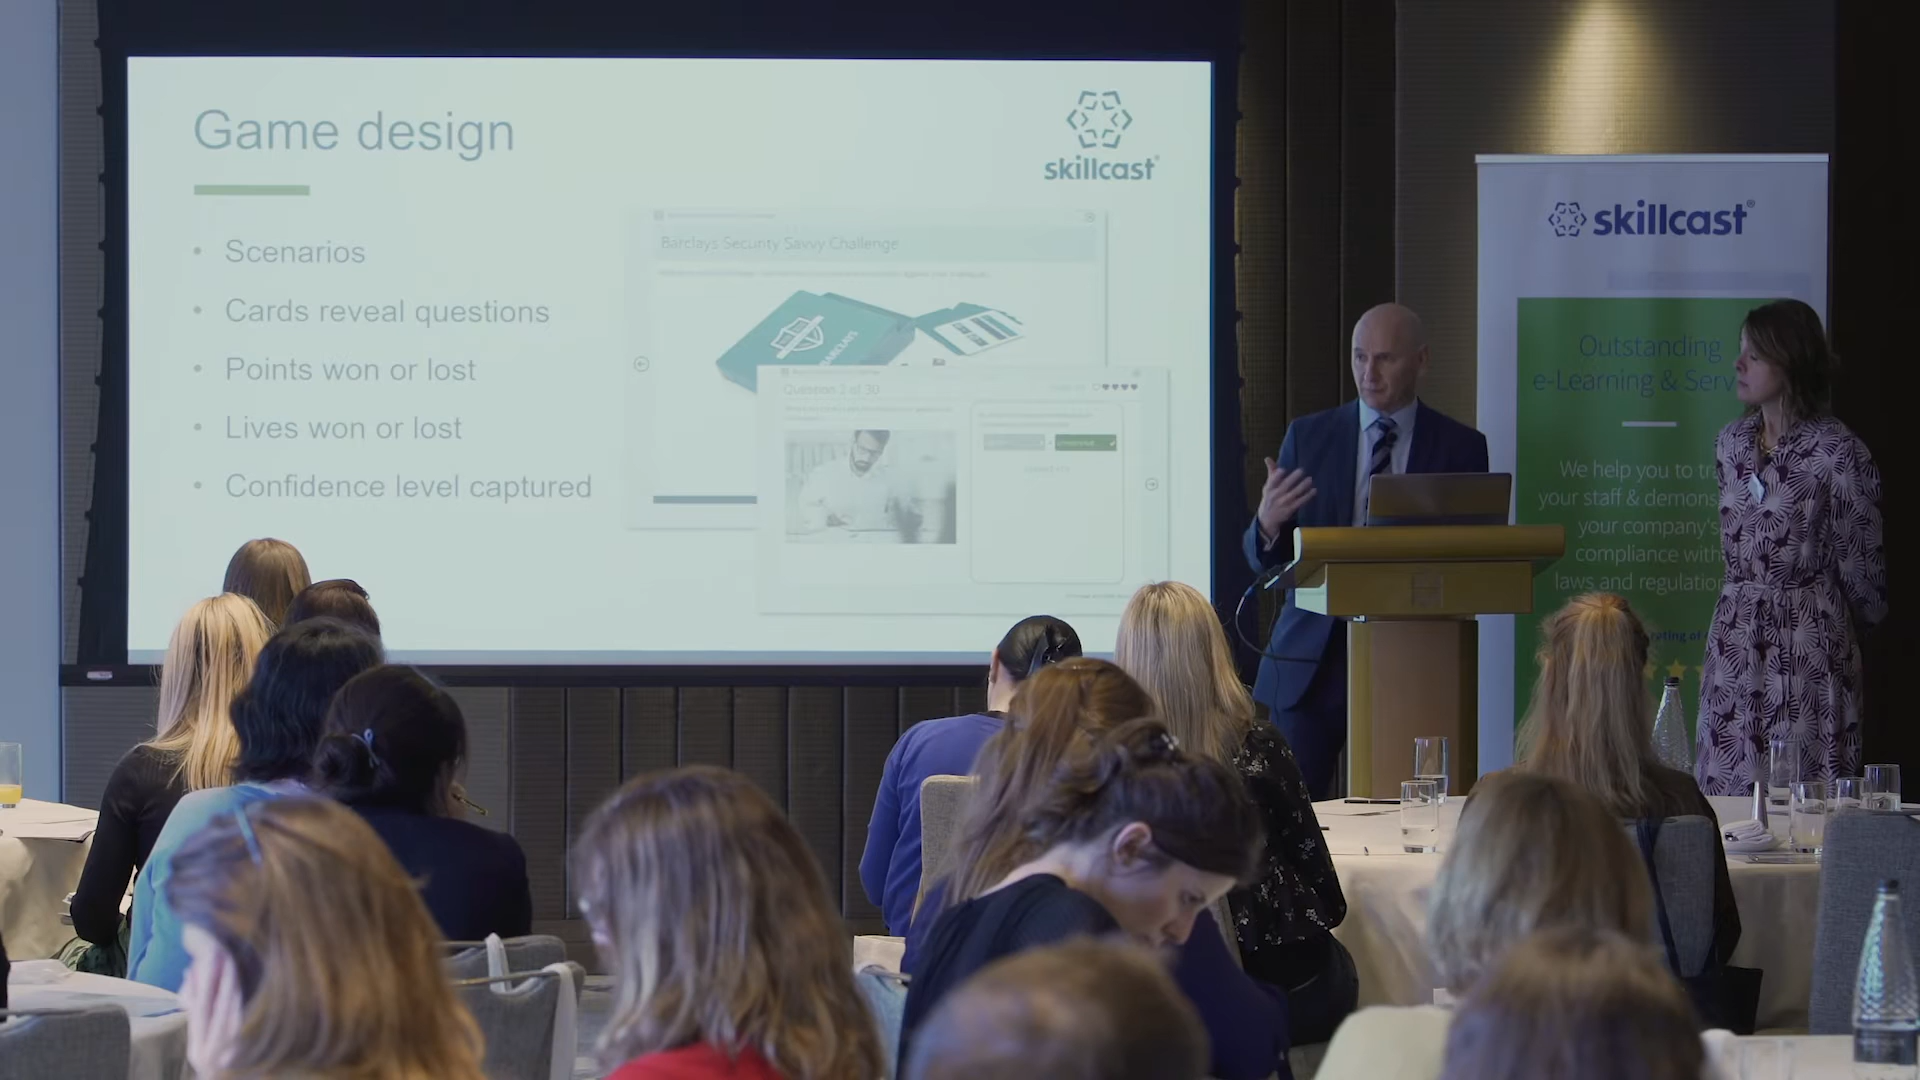 Game design
skillcast
• Scenarios
• Cards reveal questions
• Points won or lost
• Lives won or lost
• Confidence level captured
Barclays Security Savvy Challenge
BARCLAYS
Question 2 of 30
skillcast®
Outstanding
e-Learning & Serv
We help you to tr
your staff & demons
your company's
compliance with
laws and regulation